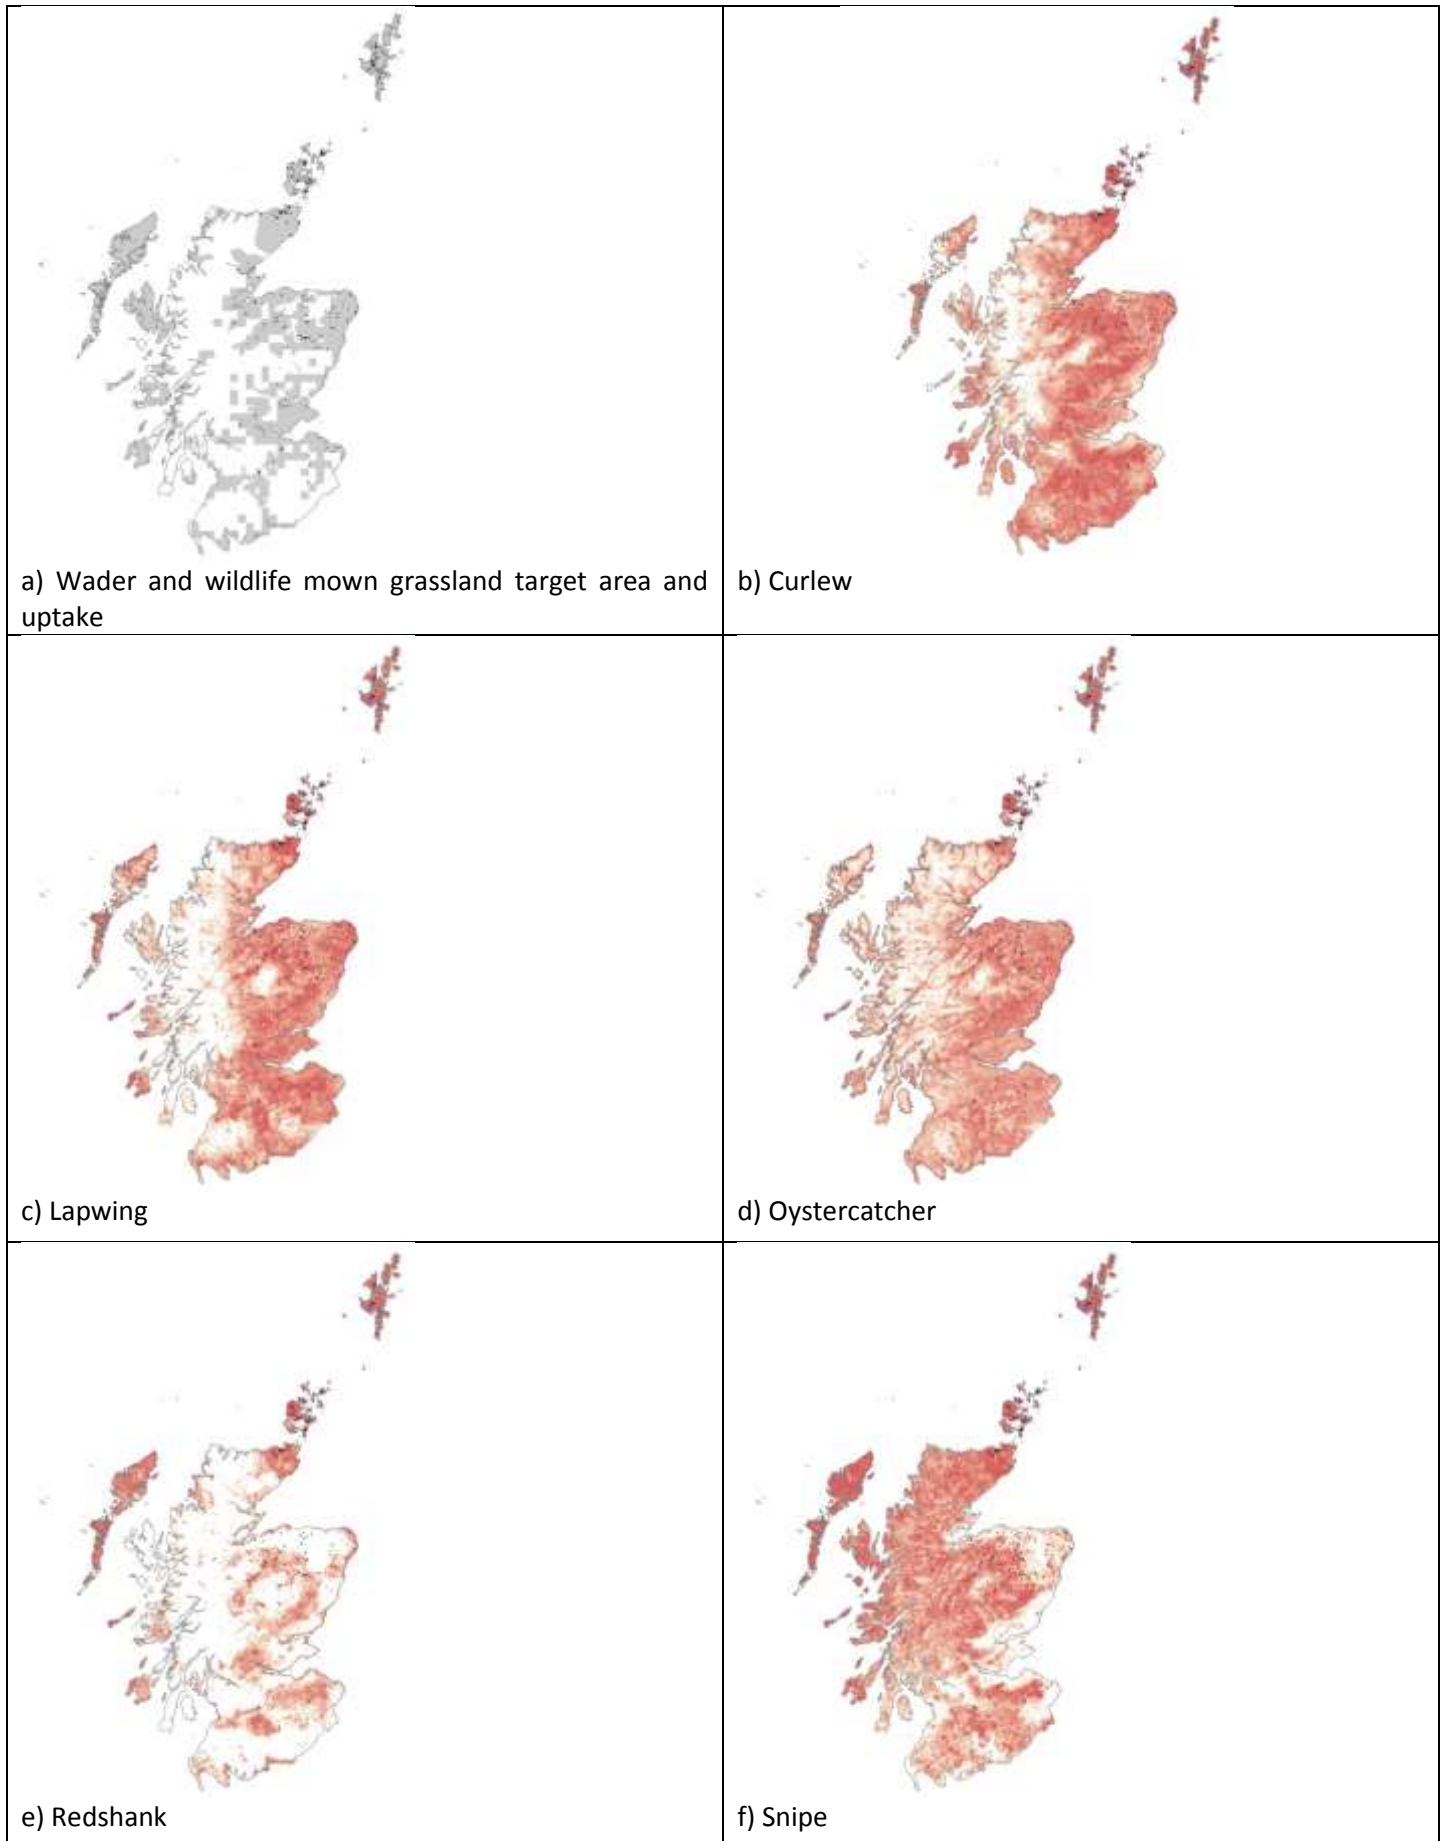 a) Wader and wildlife mown grassland target area and
uptake
b) Curlew
c) Lapwing
d) Oystercatcher
e) Redshank
f) Snipe